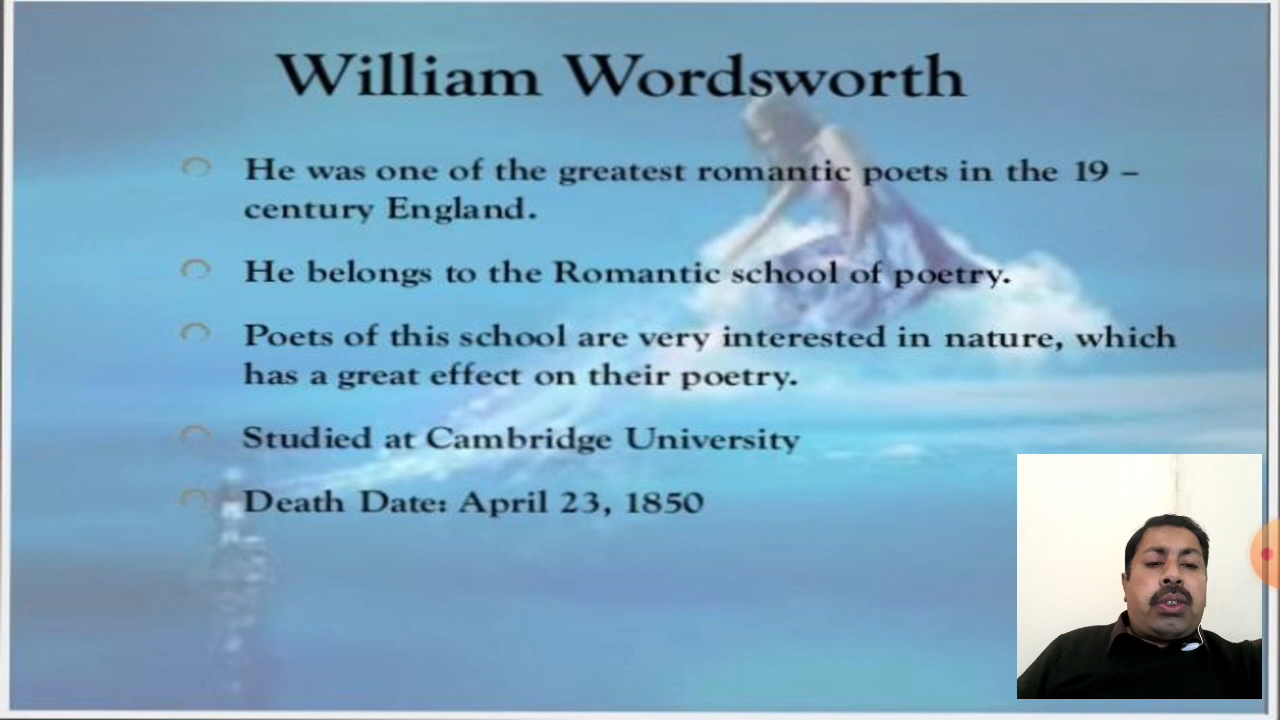 William Wordsworth
He was one of the greatest romantic poets in the 19 –
century England.
He belongs to the Romantic school of poetry.
Poets of this school are very interested in nature, which
has a great effect on their poetry.
Studied at Cambridge University
Death Date: April 23, 1850